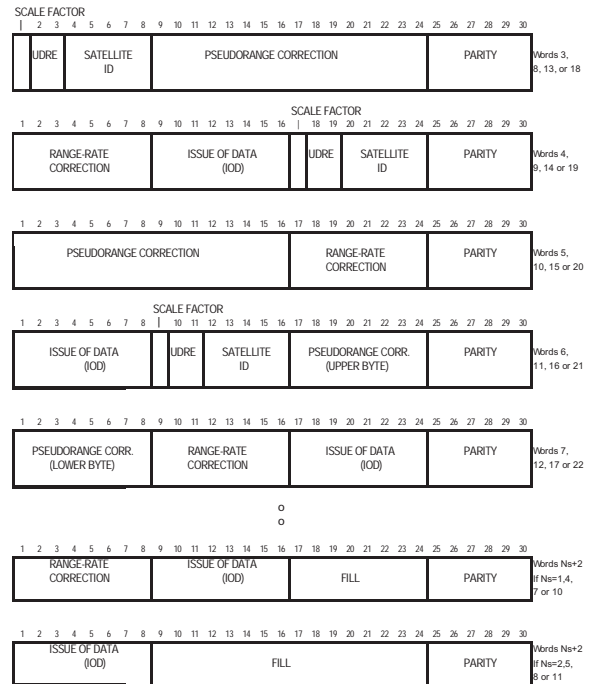 SCALE FACTOR
| 2 3 4 5 6 7 8 9 10 11 12 13 14 15 16 17 18 19 20 21 22 23 24 25 26 27 28 29 30
UDRE SATELLITE PSEUDORANGE CORRECTION PARITY Words 3,
ID 8, 13, or 18
SCALE FACTOR
1 2 3 4 5 6 7 8 9 10 11 12 13 14 15 16 | 18 19 20 21 22 23 24 25 26 27 28 29 30
RANGE-RATE ISSUE OF DATA UDRE SATELLITE PARITY Words 4,
CORRECTION (IOD) ID 9, 14 or 19
1 2 3 4 5 6 7 8 9 10 11 12 13 14 15 16 17 18 19 20 21 22 23 24 25 26 27 28 29 30
PSEUDORANGE CORRECTION RANGE-RATE PARITY Words 5,
CORRECTION 10, 15 or 20
SCALE FACTOR
1 2 3 4 5 6 7 8 | 10 11 12 13 14 15 16 17 18 19 20 21 22 23 24 25 26 27 28 29 30
ISSUE OF DATA UDRE SATELLITE PSEUDORANGE CORR. PARITY Words 6,
(IOD) ID (UPPER BYTE) 11, 16 or 21
1 2 3 4 5 6 7 8 9 10 11 12 13 14 15 16 17 18 19 20 21 22 23 24 25 26 27 28 29 30
PSEUDORANGE CORR. RANGE-RATE ISSUE OF DATA PARITY Words 7,
(LOWER BYTE) CORRECTION (IOD) 12, 17 or 22
o
o
1 2 3 4 5 6 7 8 9 10 11 12 13 14 15 16 17 18 19 20 21 22 23 24 25 26 27 28 29 30
RANGE-RATE ISSUE OF DATA Words Ns+2
CORRECTION (IOD) FILL PARITY If Ns=1,4,
7 or 10
1 2 3 4 5 6 7 8 9 10 11 12 13 14 15 16 17 18 19 20 21 22 23 24 25 26 27 28 29 30
ISSUE OF DATA Words Ns+2
(IOD) FILL PARITY If Ns=2,5,
8 or 11